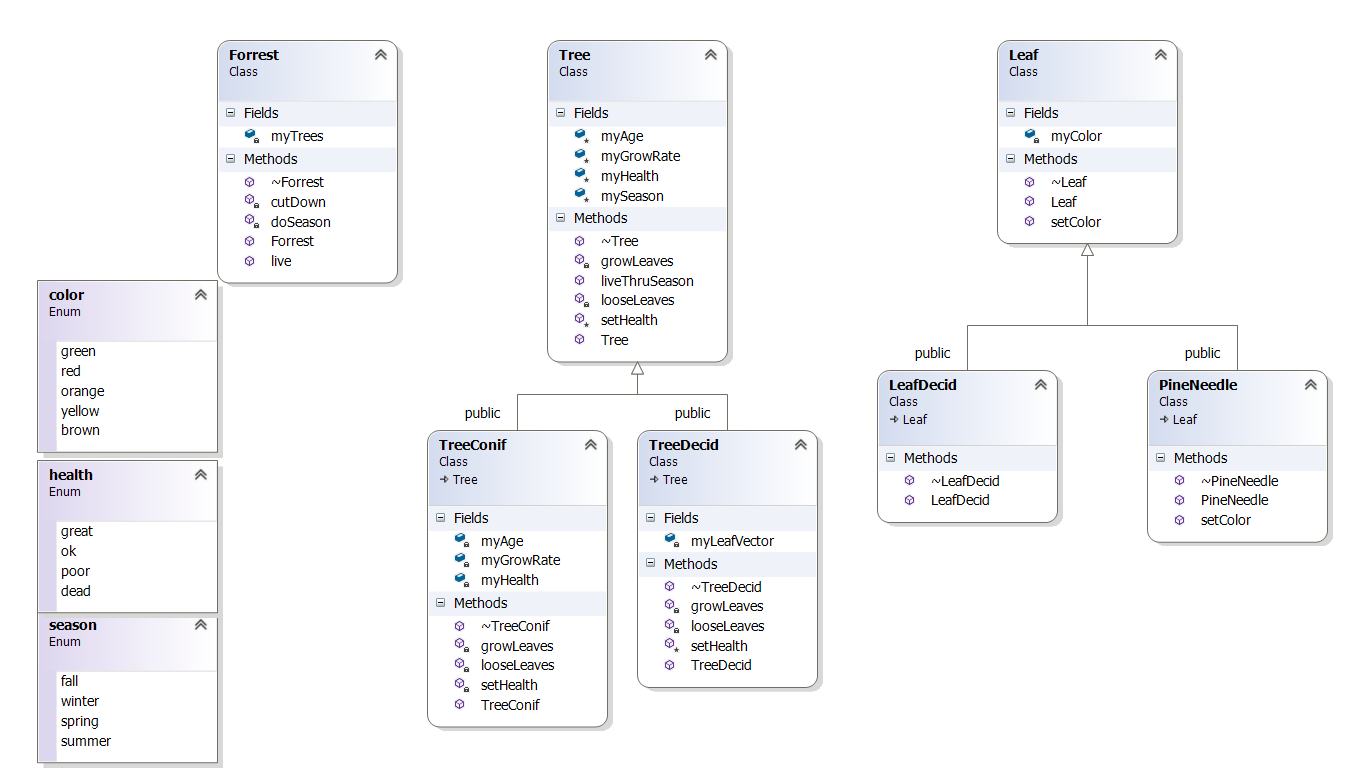 Forrest
Class
Fields
myTrees
Methods
~Forrest
cutDown
doSeason
Forrest
live
color
Enum
green
red
orange
yellow
brown
health
Enum
great
ok
poor
dead
season
Enum
fall
winter
spring
summer
Tree
Class
Fields
myAge
myGrowRate
myHealth
mySeason
Methods
~Tree
growLeaves
liveThruSeason
looseLeaves
setHealth
Tree
public
public
TreeConif
Class
Tree
Fields
myAge
myGrowRate
myHealth
Methods
~TreeConif
growLeaves
looseLeaves
setHealth
TreeConif
TreeDecid
Class
Tree
Fields
myLeafVector
Methods
~TreeDecid
growLeaves
looseLeaves
setHealth
TreeDecid
Leaf
Class
Fields
myColor
Methods
~Leaf
Leaf
setColor
public
public
LeafDecid
Class
Leaf
Methods
~LeafDecid
LeafDecid
PineNeedle
Class
Leaf
Methods
~PineNeedle
PineNeedle
setColor